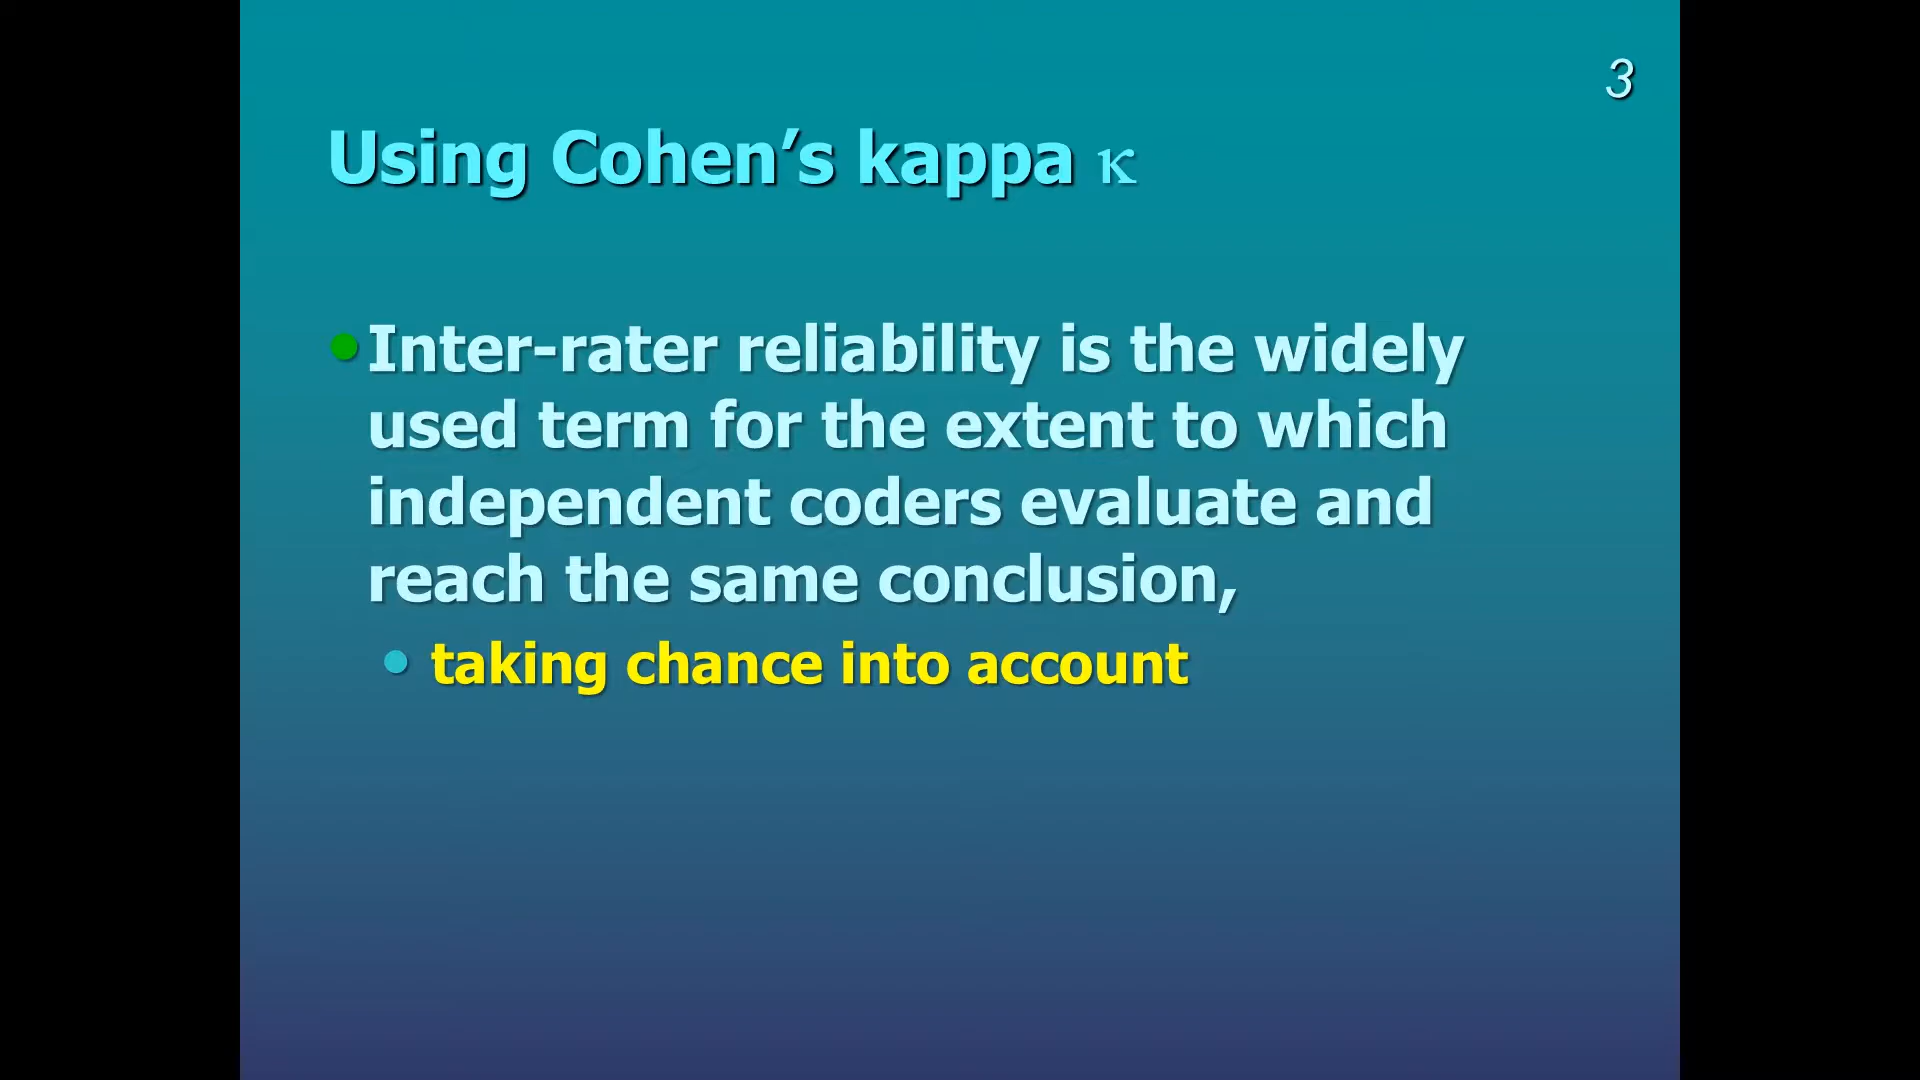 3
Using Cohen’s kappa κ
• Inter-rater reliability is the widely
used term for the extent to which
independent coders evaluate and
reach the same conclusion,
• taking chance into account